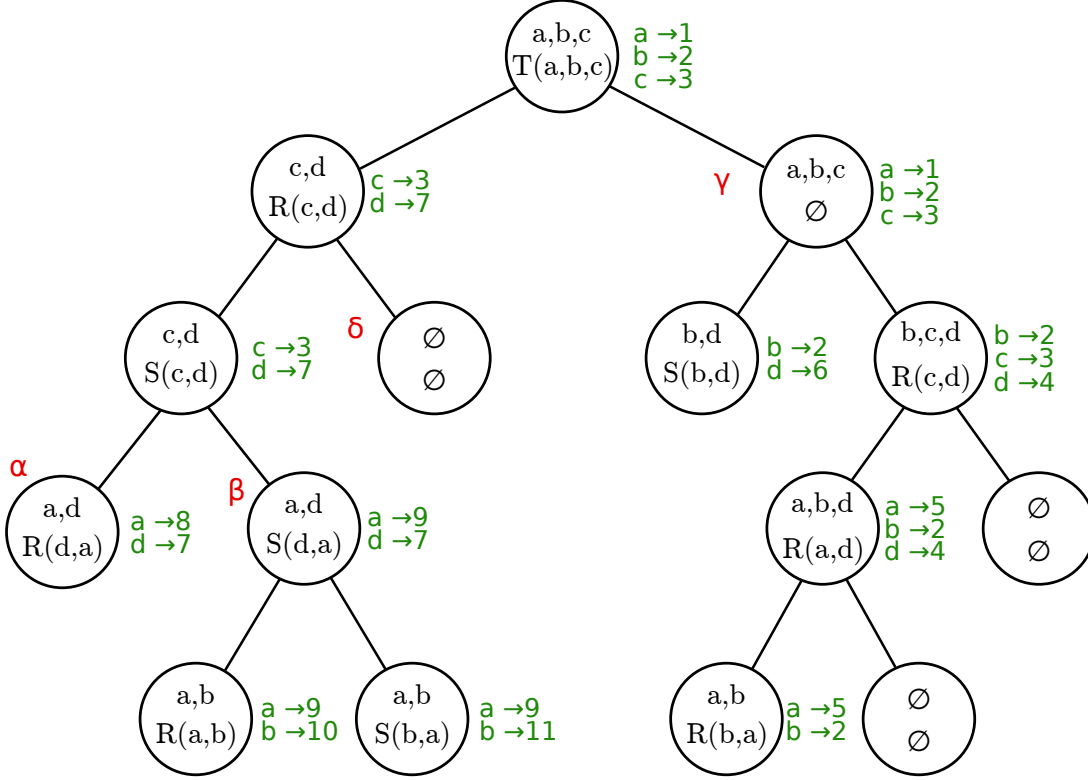 a,b,c
T(a,b,c)
a →1
b →2
c →3
c,d
R(c,d)
c →3
d →7
γ
a,b,c
∅
a →1
b →2
c →3
c,d
S(c,d)
c →3
d →7
δ
∅
∅
b,d
S(b,d)
b →2
d →6
b,c,d
R(c,d)
b →2
c →3
d →4
α
a,d
R(d,a)
a →8
d →7
β
a,d
S(d,a)
a →9
d →7
a,b,d
R(a,d)
a →5
b →2
d →4
∅
∅
a,b
R(a,b)
a →9
b →10
a,b
S(b,a)
a →9
b →11
a,b
R(b,a)
a →5
b →2
∅
∅